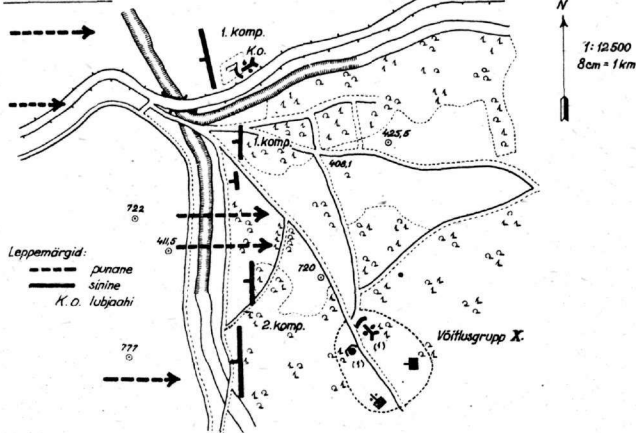 N
1:12500
8cm = 1km
1. komp.
K.O.
1. komp.
425,5
408,1
722
411,5
Leppemärgid:
punane
sinine
K.O. lubjaahi
720
2. komp.
777
Võitlusgrupp X.
(1)
(1)